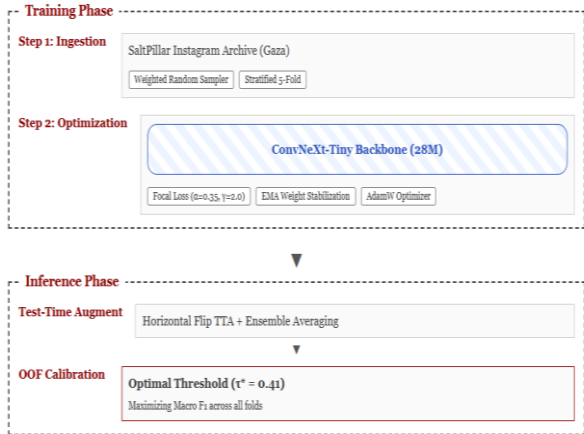 Training Phase
Step 1: Ingestion
SaltPillar Instagram Archive (Gaza)
Weighted Random Sampler
Stratified 5-Fold
Step 2: Optimization
ConvNeXt-Tiny Backbone (28M)
Focal Loss (α=0.35, γ=2.0)
EMA Weight Stabilization
AdamW Optimizer
Inference Phase
Test-Time Augment
Horizontal Flip TTA + Ensemble Averaging
OOF Calibration
Optimal Threshold (τ* = 0.41)
Maximizing Macro F1 across all folds